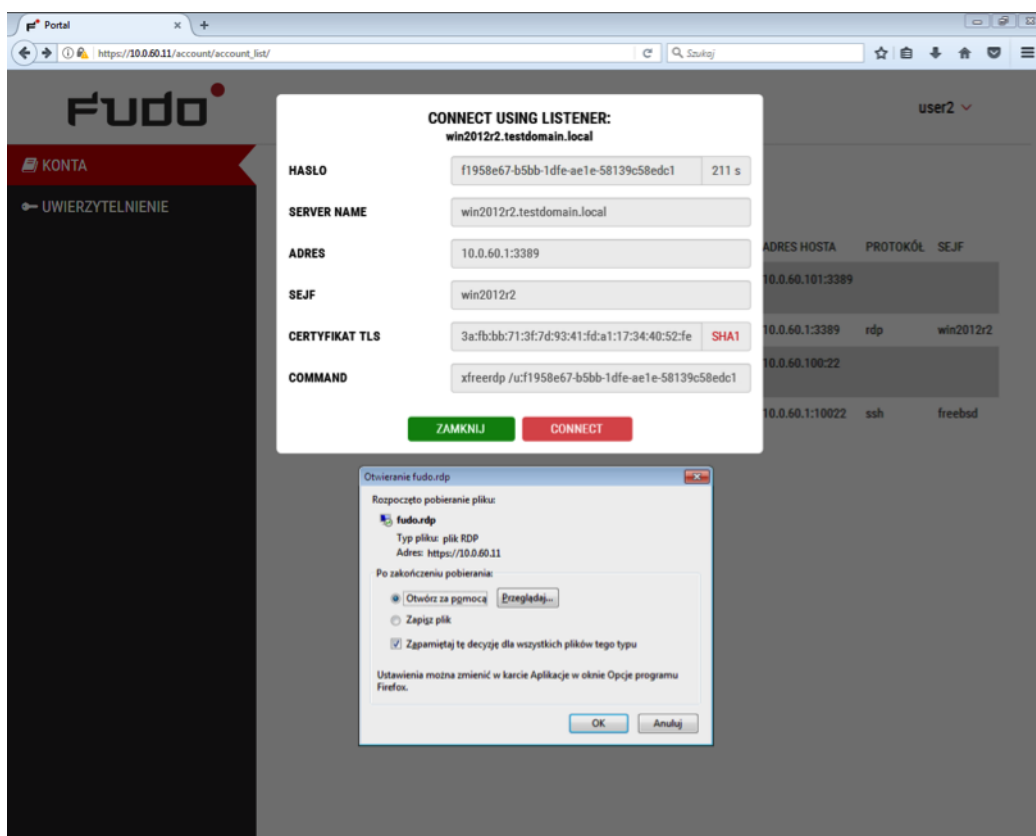 Portal
https://10.0.60.11/account/account_list/
Szukaj
FUDO
user2
KONTA
UWIERZYTELNIENIE
CONNECT USING LISTENER:
win2012r2.testdomain.local
HASLO f1958e67-b5bb-1dfe-ae1e-58139c58edc1 211 s
SERVER NAME win2012r2.testdomain.local
ADRES 10.0.60.1:3389
SEJF win2012r2
CERTYFIKAT TLS 3a:fb:bb:71:3f:7d:93:41:fd:a1:17:34:40:52:fe SHA1
COMMAND xfreerdp /u:f1958e67-b5bb-1dfe-ae1e-58139c58edc1
ZAMKNIJ CONNECT
ADRES HOSTA PROTOKÓŁ SEJF
10.0.60.101:3389
10.0.60.1:3389 rdp win2012r2
10.0.60.100:22
10.0.60.1:10022 ssh freebsd
Otwieranie fudo.rdp
Rozpoczęto pobieranie pliku:
fudo.rdp
Typ pliku: plik RDP
Adres: https://10.0.60.11
Po zakończeniu pobierania:
Otwórz za pomocą Przeglądaj...
Zapisz plik
Zapamiętaj tę decyzję dla wszystkich plików tego typu
Ustawienia można zmienić w karcie Aplikacje w oknie Opcje programu
Firefox.
OK Anuluj